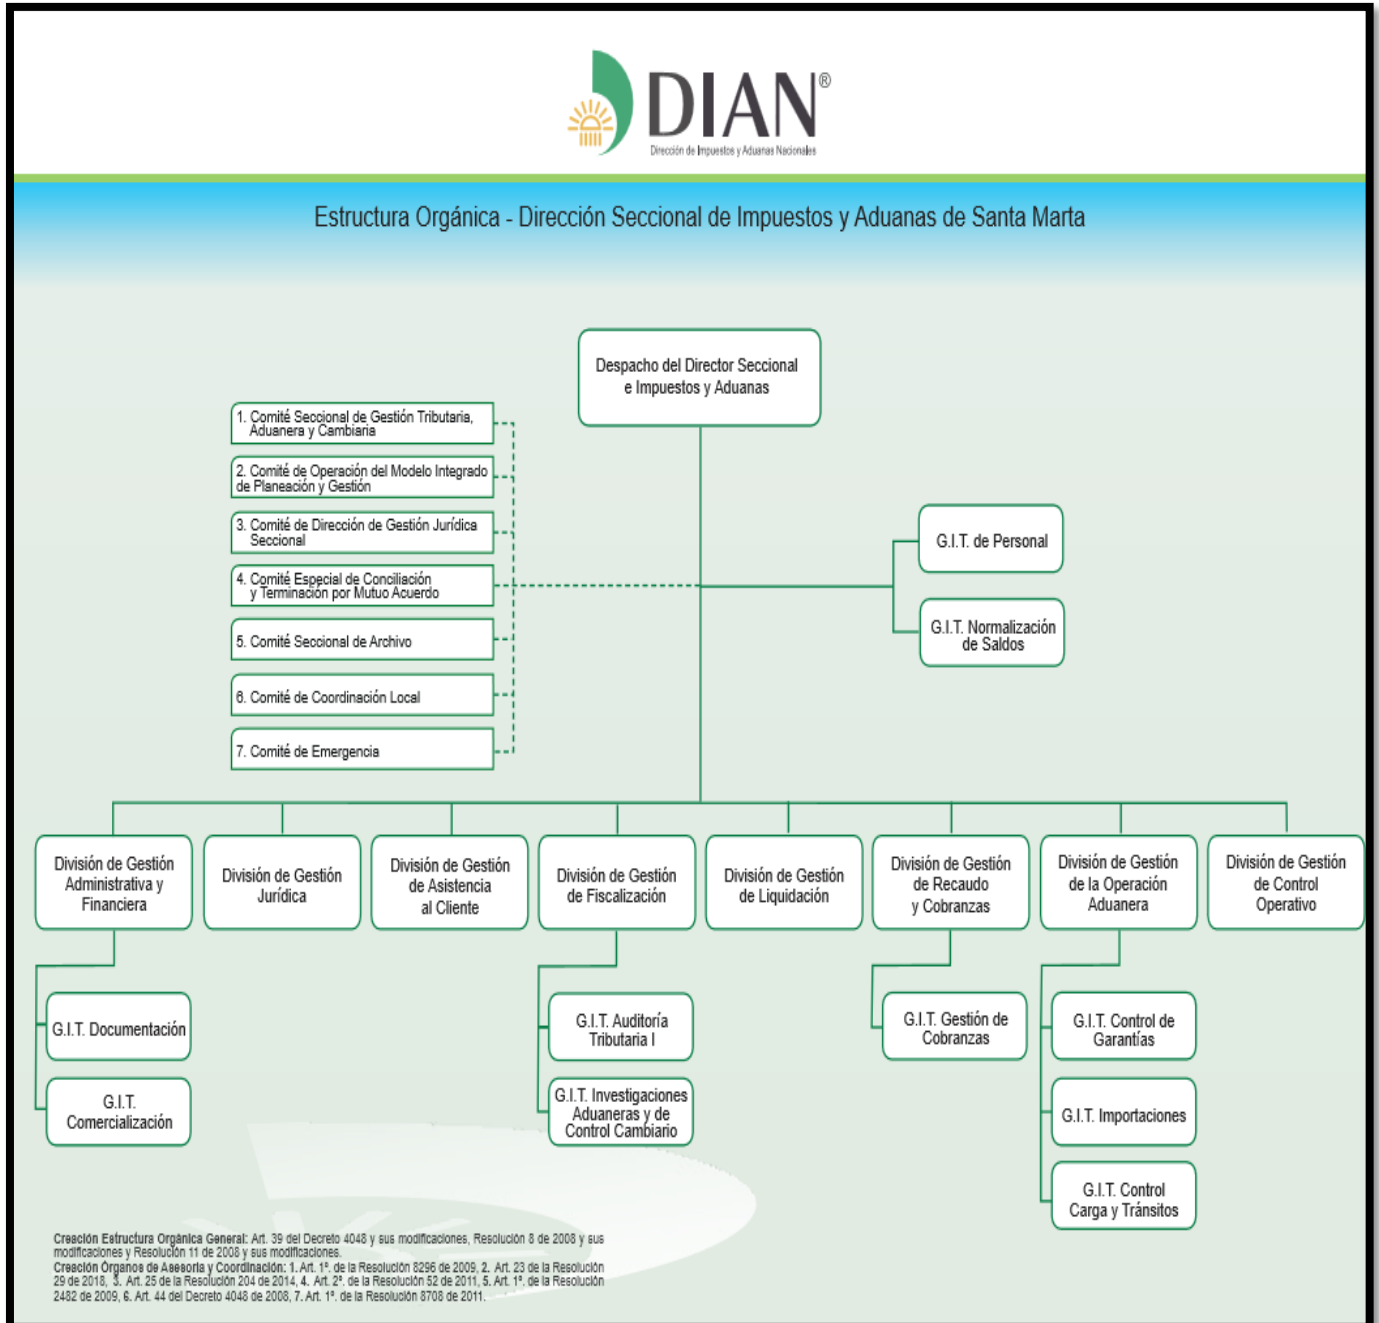 DIAN®
Dirección de Impuestos y Aduanas Nacionales
Estructura Orgánica - Dirección Seccional de Impuestos y Aduanas de Santa Marta
Despacho del Director Seccional
e Impuestos y Aduanas
1. Comité Seccional de Gestión Tributaria,
Aduanera y Cambiaria
2. Comité de Operación del Modelo Integrado
de Planeación y Gestión
3. Comité de Dirección de Gestión Jurídica
Seccional
4. Comité Especial de Conciliación
y Terminación por Mutuo Acuerdo
5. Comité Seccional de Archivo
6. Comité de Coordinación Local
7. Comité de Emergencia
G.I.T. de Personal
G.I.T. Normalización
de Saldos
División de Gestión
Administrativa y
Financiera
División de Gestión
Jurídica
División de Gestión
de Asistencia
al Cliente
División de Gestión
de Fiscalización
División de Gestión
de Liquidación
División de Gestión
de Recaudo
y Cobranzas
División de Gestión
de la Operación
Aduanera
División de Gestión
de Control
Operativo
G.I.T. Documentación
G.I.T.
Comercialización
G.I.T. Auditoría
Tributaria I
G.I.T. Investigaciones
Aduaneras y de
Control Cambiario
G.I.T. Gestión de
Cobranzas
G.I.T. Control de
Garantías
G.I.T. Importaciones
G.I.T. Control
Carga y Tránsitos
Creación Estructura Orgánica General: Art. 39 del Decreto 4048 y sus modificaciones, Resolución 8 de 2008 y sus
modificaciones y Resolución 11 de 2008 y sus modificaciones.
Creación Órganos de Asesoría y Coordinación: 1. Art. 1º. de la Resolución 8296 de 2009, 2. Art. 23 de la Resolución
29 de 2018, 3. Art. 25 de la Resolución 204 de 2014, 4. Art. 2º. de la Resolución 52 de 2011, 5. Art. 1º. de la Resolución
2482 de 2009, 6. Art. 44 del Decreto 4048 de 2008, 7. Art. 1º. de la Resolución 8708 de 2011.